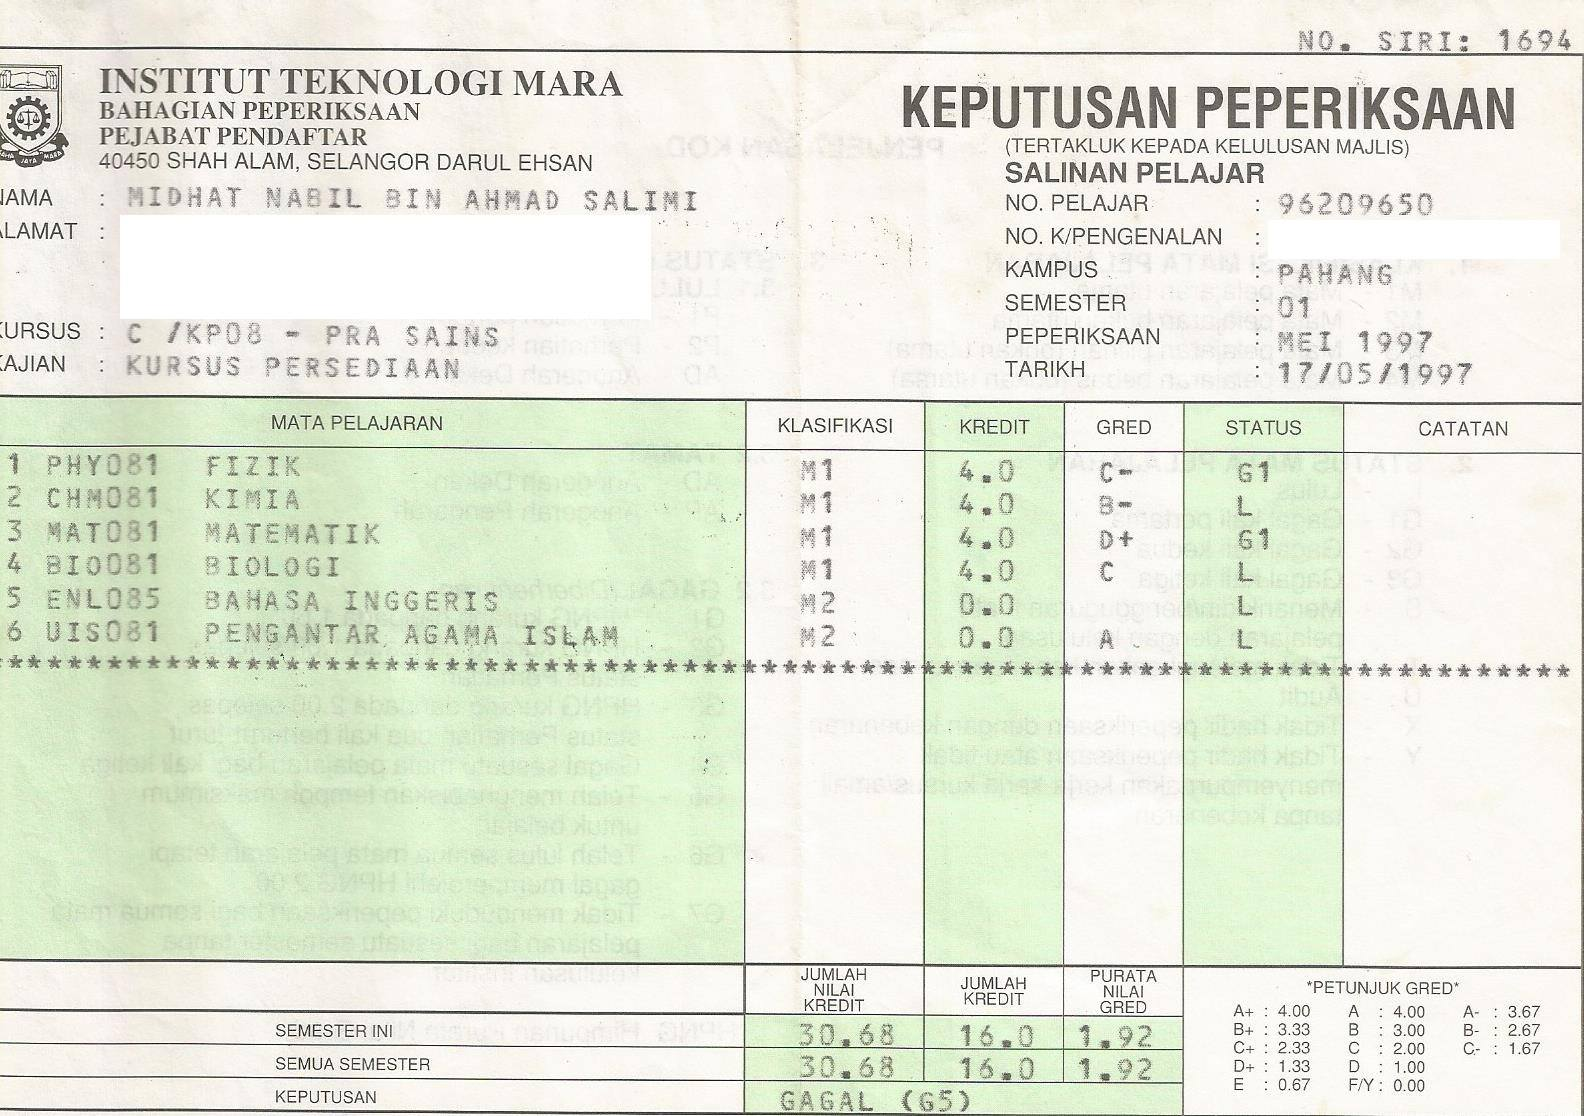 NO. SIRI: 1694
INSTITUT TEKNOLOGI MARA
BAHAGIAN PEPERIKSAAN
PEJABAT PENDAFTAR
40450 SHAH ALAM, SELANGOR DARUL EHSAN
KEPUTUSAN PEPERIKSAAN
(TERTAKLUK KEPADA KELULUSAN MAJLIS)
SALINAN PELAJAR
NAMA : MIDHAT NABIL BIN AHMAD SALIMI
ALAMAT :
KURSUS : C /KP08 - PRA SAINS
KAJIAN : KURSUS PERSEDIAAN
NO. PELAJAR : 96209650
NO. K/PENGENALAN :
KAMPUS : PAHANG
SEMESTER : 01
PEPERIKSAAN : MEI 1997
TARIKH : 17/05/1997
MATA PELAJARAN KLASIFIKASI KREDIT GRED STATUS CATATAN
1 PHY081 FIZIK M1 4.0 C- G1
2 CHM081 KIMIA M1 4.0 B- L
3 MAT081 MATEMATIK M1 4.0 D+ G1
4 BIO081 BIOLOGI M1 4.0 C L
5 ENL085 BAHASA INGGERIS M2 0.0 L
6 UIS081 PENGANTAR AGAMA ISLAM M2 0.0 A L
JUMLAH NILAI KREDIT JUMLAH KREDIT PURATA NILAI GRED
SEMESTER INI 30.68 16.0 1.92
SEMUA SEMESTER 30.68 16.0 1.92
KEPUTUSAN GAGAL (G5)
*PETUNJUK GRED*
A+ : 4.00 A : 4.00 A- : 3.67
B+ : 3.33 B : 3.00 B- : 2.67
C+ : 2.33 C : 2.00 C- : 1.67
D+ : 1.33 D : 1.00
E : 0.67 F/Y : 0.00